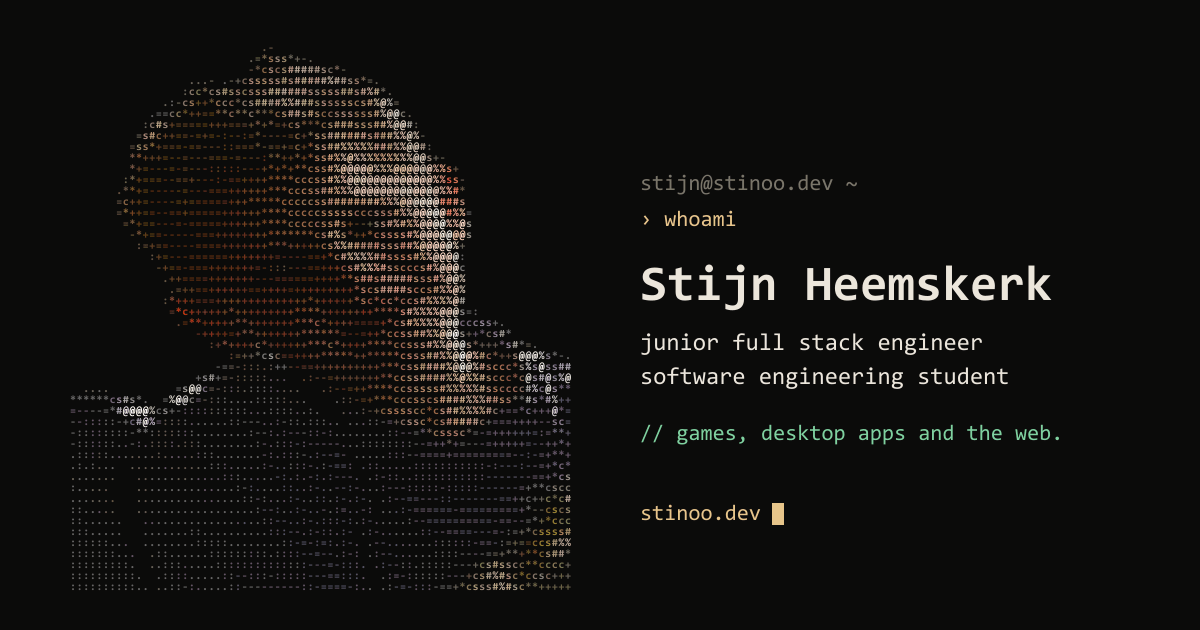 stijn@stinoo.dev ~
› whoami
Stijn Heemskerk
junior full stack engineer
software engineering student
// games, desktop apps and the web.
stinoo.dev